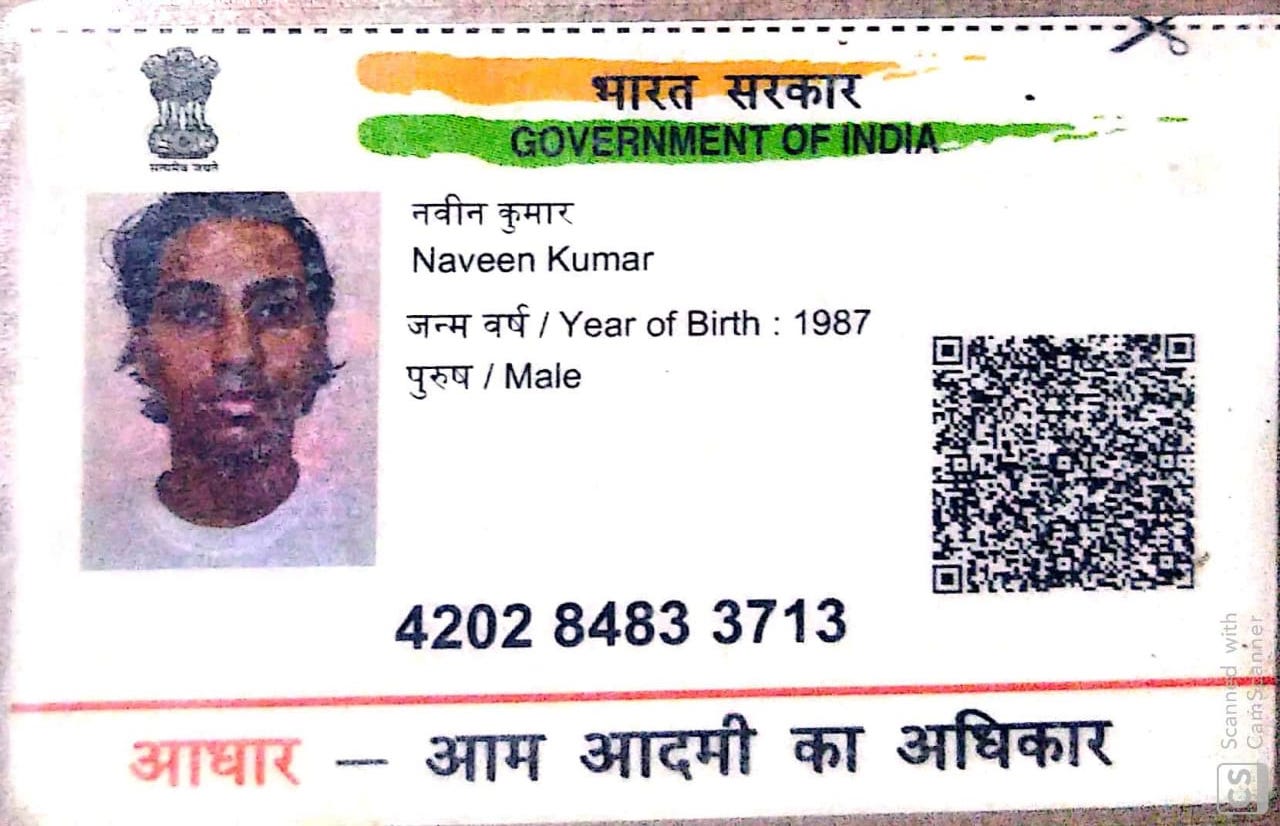 भारत सरकार
GOVERNMENT OF INDIA
सत्यमेव जयते
नवीन कुमार
Naveen Kumar
जन्म वर्ष / Year of Birth : 1987
पुरुष / Male
4202 8483 3713
आधार — आम आदमी का अधिकार
Scanned with
CamScanner
CS